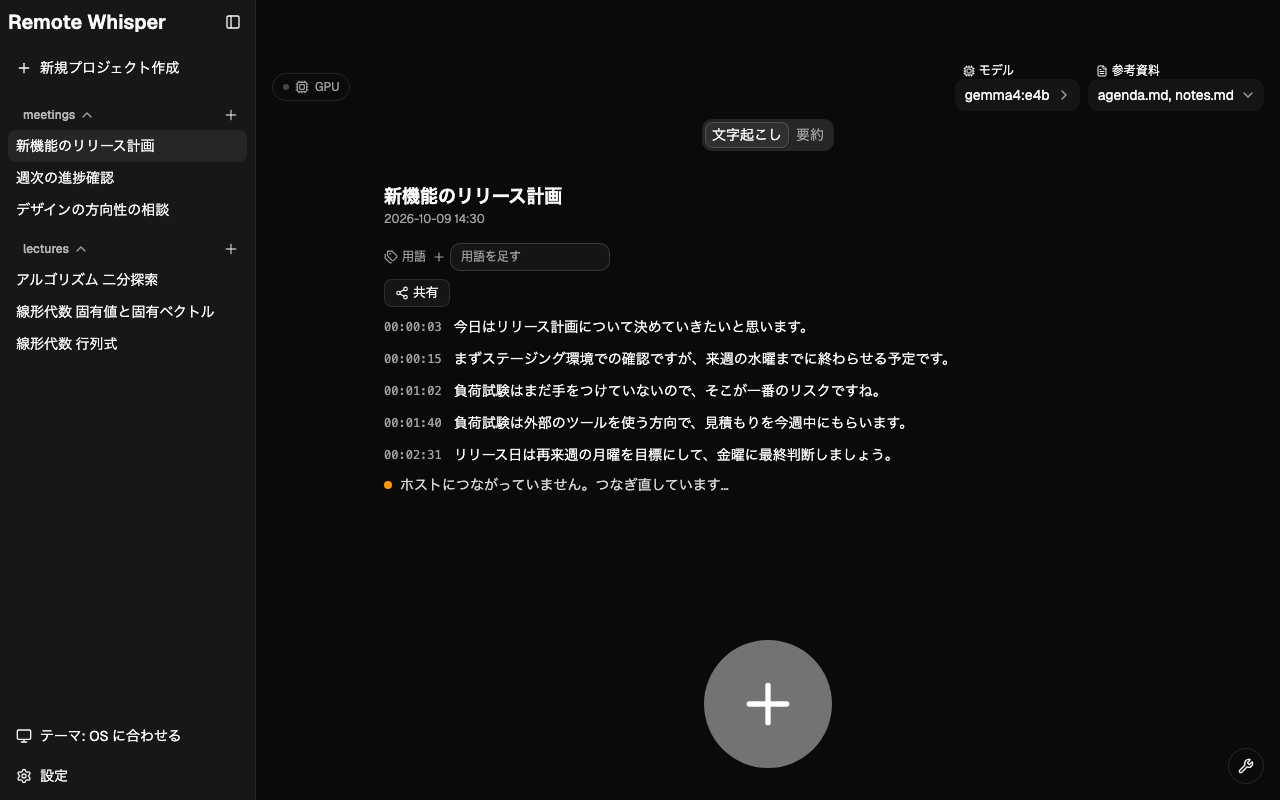 Remote Whisper
新規プロジェクト作成
meetings
新機能のリリース計画
週次の進捗確認
デザインの方向性の相談
lectures
アルゴリズム 二分探索
線形代数 固有値と固有ベクトル
線形代数 行列式
テーマ: OS に合わせる
設定
GPU
モデル
gemma4:e4b
参考資料
agenda.md, notes.md
文字起こし 要約
新機能のリリース計画
2026-10-09 14:30
用語 用語を足す
共有
00:00:03 今日はリリース計画について決めていきたいと思います。
00:00:15 まずステージング環境での確認ですが、来週の水曜までに終わらせる予定です。
00:01:02 負荷試験はまだ手をつけていないので、そこが一番のリスクですね。
00:01:40 負荷試験は外部のツールを使う方向で、見積もりを今週中にもらいます。
00:02:31 リリース日は再来週の月曜を目標にして、金曜に最終判断しましょう。
ホストにつながっていません。つなぎ直しています…